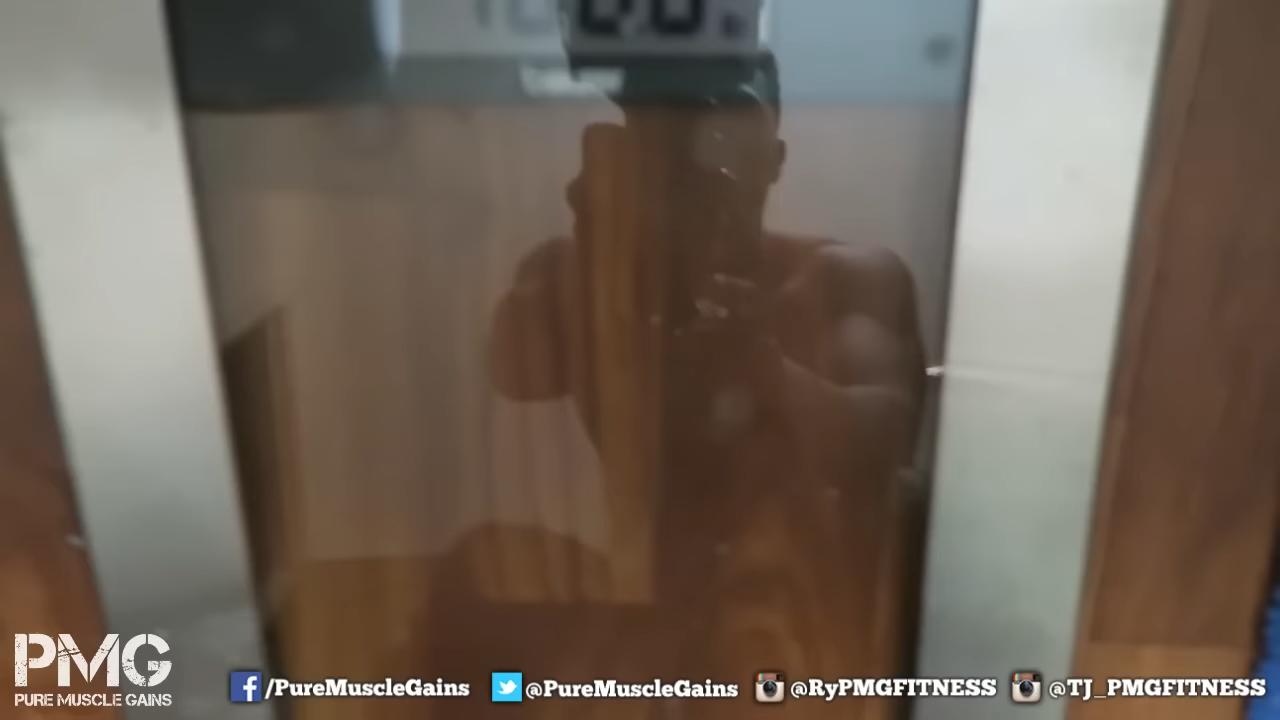 PMG
PURE MUSCLE GAINS
/PureMuscleGains
@PureMuscleGains
@RyPMGFITNESS
@TJ_PMGFITNESS